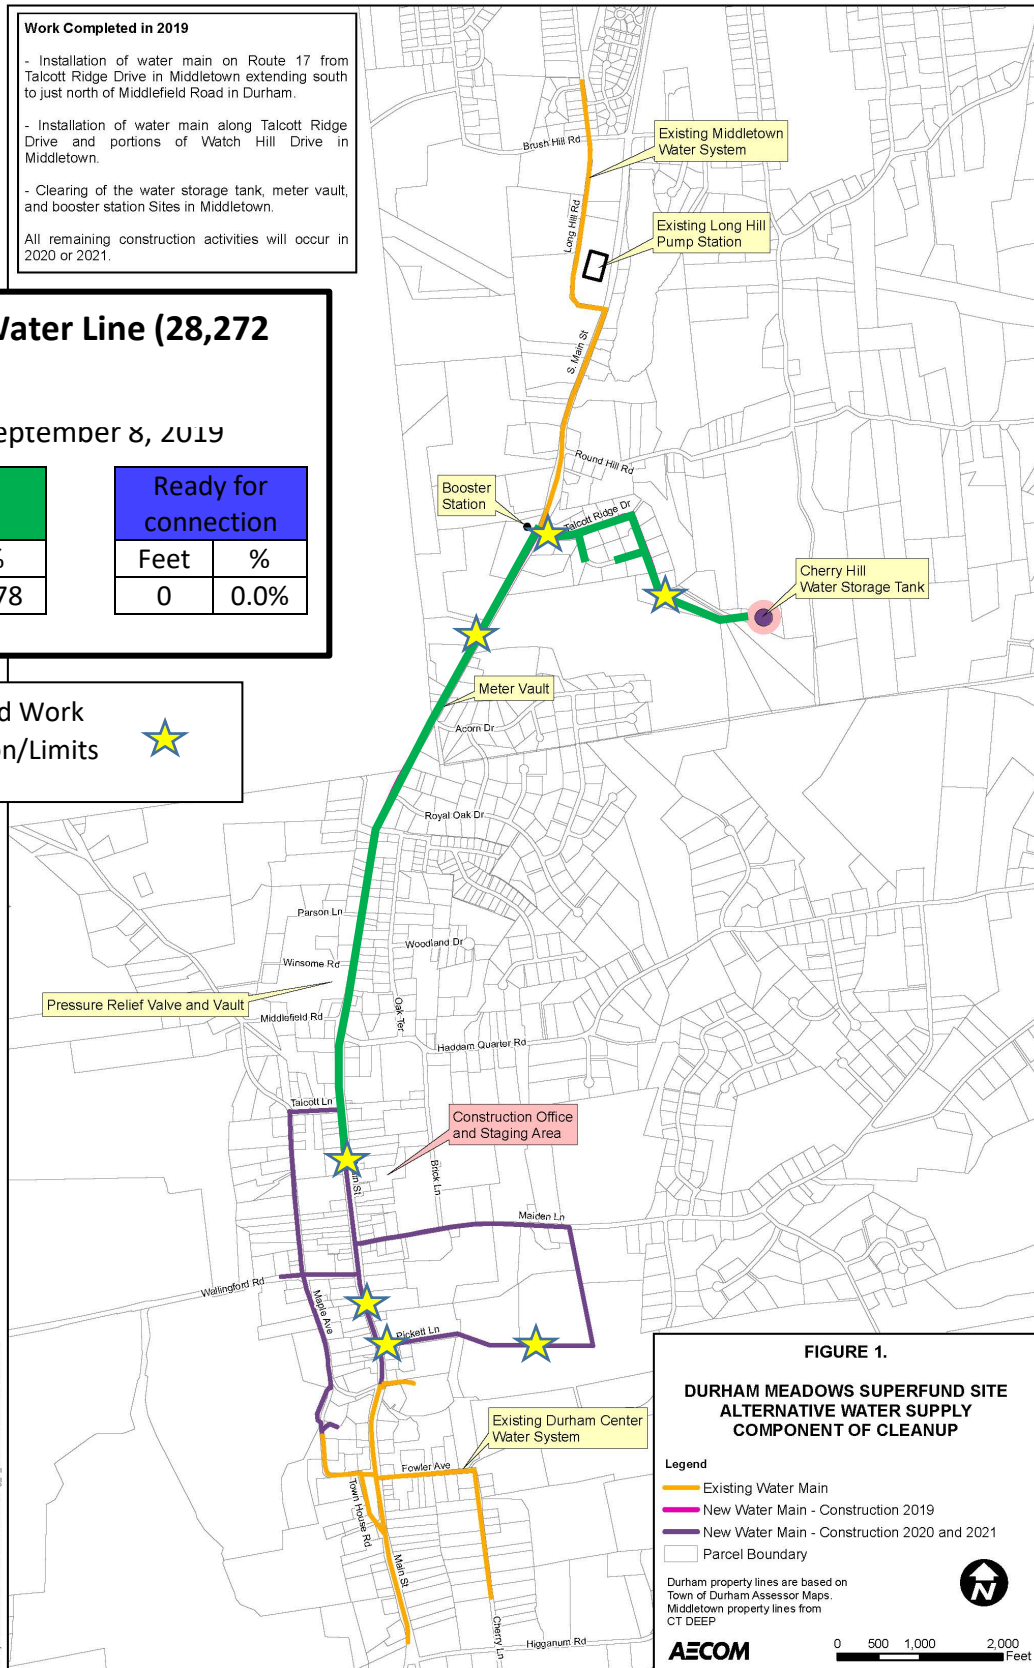 Work Completed in 2019
- Installation of water main on Route 17 from
Talcott Ridge Drive in Middletown extending south
to just north of Middlefield Road in Durham.
- Installation of water main along Talcott Ridge
Drive and portions of Watch Hill Drive in
Middletown.
- Clearing of the water storage tank, meter vault,
and booster station Sites in Middletown.
All remaining construction activities will occur in
2020 or 2021.
Water Line (28,272
September 8, 2019
Ready for
connection
%
Feet
%
78
0
0.0%
d Work
on/Limits
Brush Hill Rd
Existing Middletown
Water System
Long Hill Rd
Existing Long Hill
Pump Station
S. Main St
Round Hill Rd
Booster
Station
Talcott Ridge Dr
Cherry Hill
Water Storage Tank
Meter Vault
Acorn Dr
Royal Oak Dr
Parson Ln
Woodland Dr
Winsome Rd
Pressure Relief Valve and Vault
Oak Ter
Middlefield Rd
Haddam Quarter Rd
Talcott Ln
Construction Office
and Staging Area
Brick Ln
Main St
Maiden Ln
Wallingford Rd
Maple Ave
Pickett Ln
Existing Durham Center
Water System
Fowler Ave
Town House Rd
Main St
Cherry Ln
Higganum Rd
FIGURE 1.
DURHAM MEADOWS SUPERFUND SITE
ALTERNATIVE WATER SUPPLY
COMPONENT OF CLEANUP
Legend
Existing Water Main
New Water Main - Construction 2019
New Water Main - Construction 2020 and 2021
Parcel Boundary
Durham property lines are based on
Town of Durham Assessor Maps.
Middletown property lines from
CT DEEP
N
AECOM
0 500 1,000 2,000
Feet